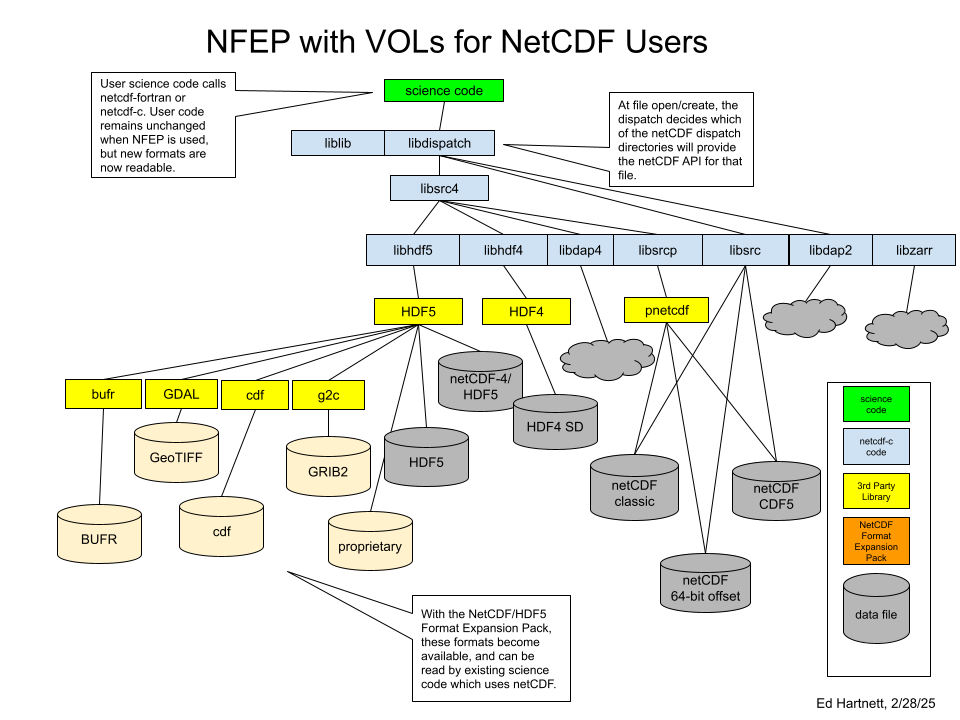 NFEP with VOLs for NetCDF Users
User science code calls
netcdf-fortran or
netcdf-c. User code
remains unchanged
when NFEP is used,
but new formats are
now readable.
science code
At file open/create, the
dispatch decides which
of the netCDF dispatch
directories will provide
the netCDF API for that
file.
liblib
libdispatch
libsrc4
libhdf5
libhdf4
libdap4
libsrcp
libsrc
libdap2
libzarr
HDF5
HDF4
pnetcdf
bufr
GDAL
cdf
g2c
netCDF-4/
HDF5
HDF4 SD
GeoTIFF
GRIB2
HDF5
netCDF
classic
netCDF
CDF5
BUFR
cdf
proprietary
netCDF
64-bit offset
science
code
netcdf-c
code
3rd Party
Library
NetCDF
Format
Expansion
Pack
data file
With the NetCDF/HDF5
Format Expansion Pack,
these formats become
available, and can be
read by existing science
code which uses netCDF.
Ed Hartnett, 2/28/25